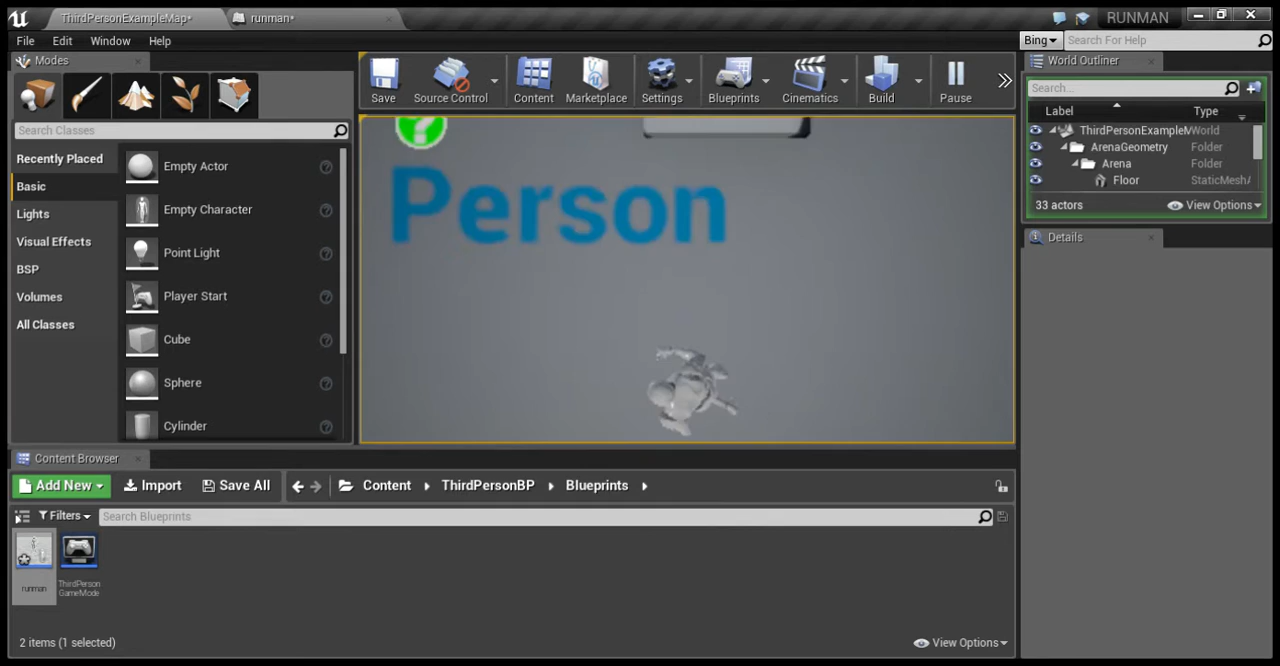 ThirdPersonExampleMap*
runman*
RUNMAN
File Edit Window Help
Bing
Search For Help
Modes
Save
Source Control
Content
Marketplace
Settings
Blueprints
Cinematics
Build
Pause
World Outliner
Search...
Label Type
ThirdPersonExampleM World
ArenaGeometry Folder
Arena Folder
Floor StaticMeshA
33 actors View Options
Details
Search Classes
Recently Placed
Basic
Lights
Visual Effects
BSP
Volumes
All Classes
Empty Actor
Empty Character
Point Light
Player Start
Cube
Sphere
Cylinder
Person
Content Browser
Add New Import Save All Content ThirdPersonBP Blueprints
Filters Search Blueprints
runman
ThirdPerson
GameMode
2 items (1 selected)
View Options